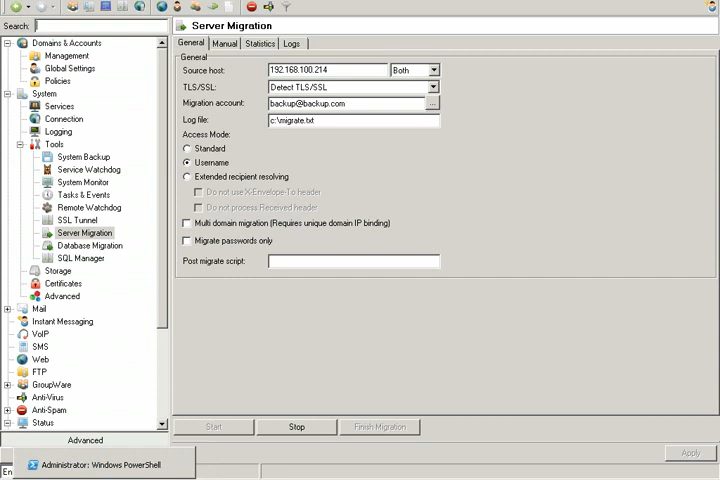 Search:
Server Migration
Domains & Accounts
Management
Global Settings
Policies
System
Services
Connection
Logging
Tools
System Backup
Service Watchdog
System Monitor
Tasks & Events
Remote Watchdog
SSL Tunnel
Server Migration
Database Migration
SQL Manager
Storage
Certificates
Advanced
Mail
Instant Messaging
VoIP
SMS
Web
FTP
GroupWare
Anti-Virus
Anti-Spam
Status
Advanced
Administrator: Windows PowerShell
General Manual Statistics Logs
General
Source host: 192.168.100.214 Both
TLS/SSL: Detect TLS/SSL
Migration account: backup@backup.com ...
Log file: c:\migrate.txt
Access Mode:
Standard
Username
Extended recipient resolving
Do not use X-Envelope-To header
Do not process Received header
Multi domain migration (Requires unique domain IP binding)
Migrate passwords only
Post migrate script:
Start Stop Finish Migration
Apply